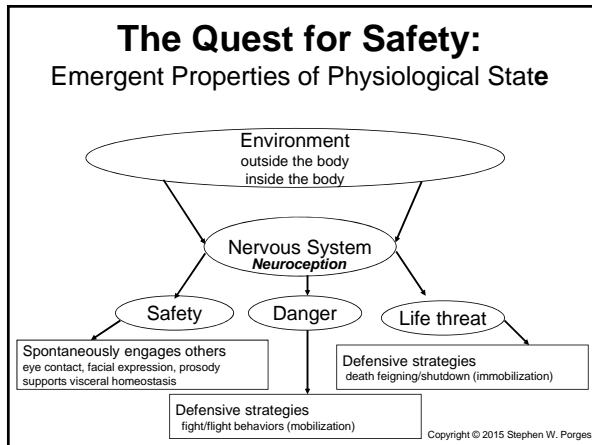 The Quest for Safety:
Emergent Properties of Physiological State
Environment
outside the body
inside the body
Nervous System
Neuroception
Safety
Danger
Life threat
Spontaneously engages others
eye contact, facial expression, prosody
supports visceral homeostasis
Defensive strategies
death feigning/shutdown (immobilization)
Defensive strategies
fight/flight behaviors (mobilization)
Copyright © 2015 Stephen W. Porges